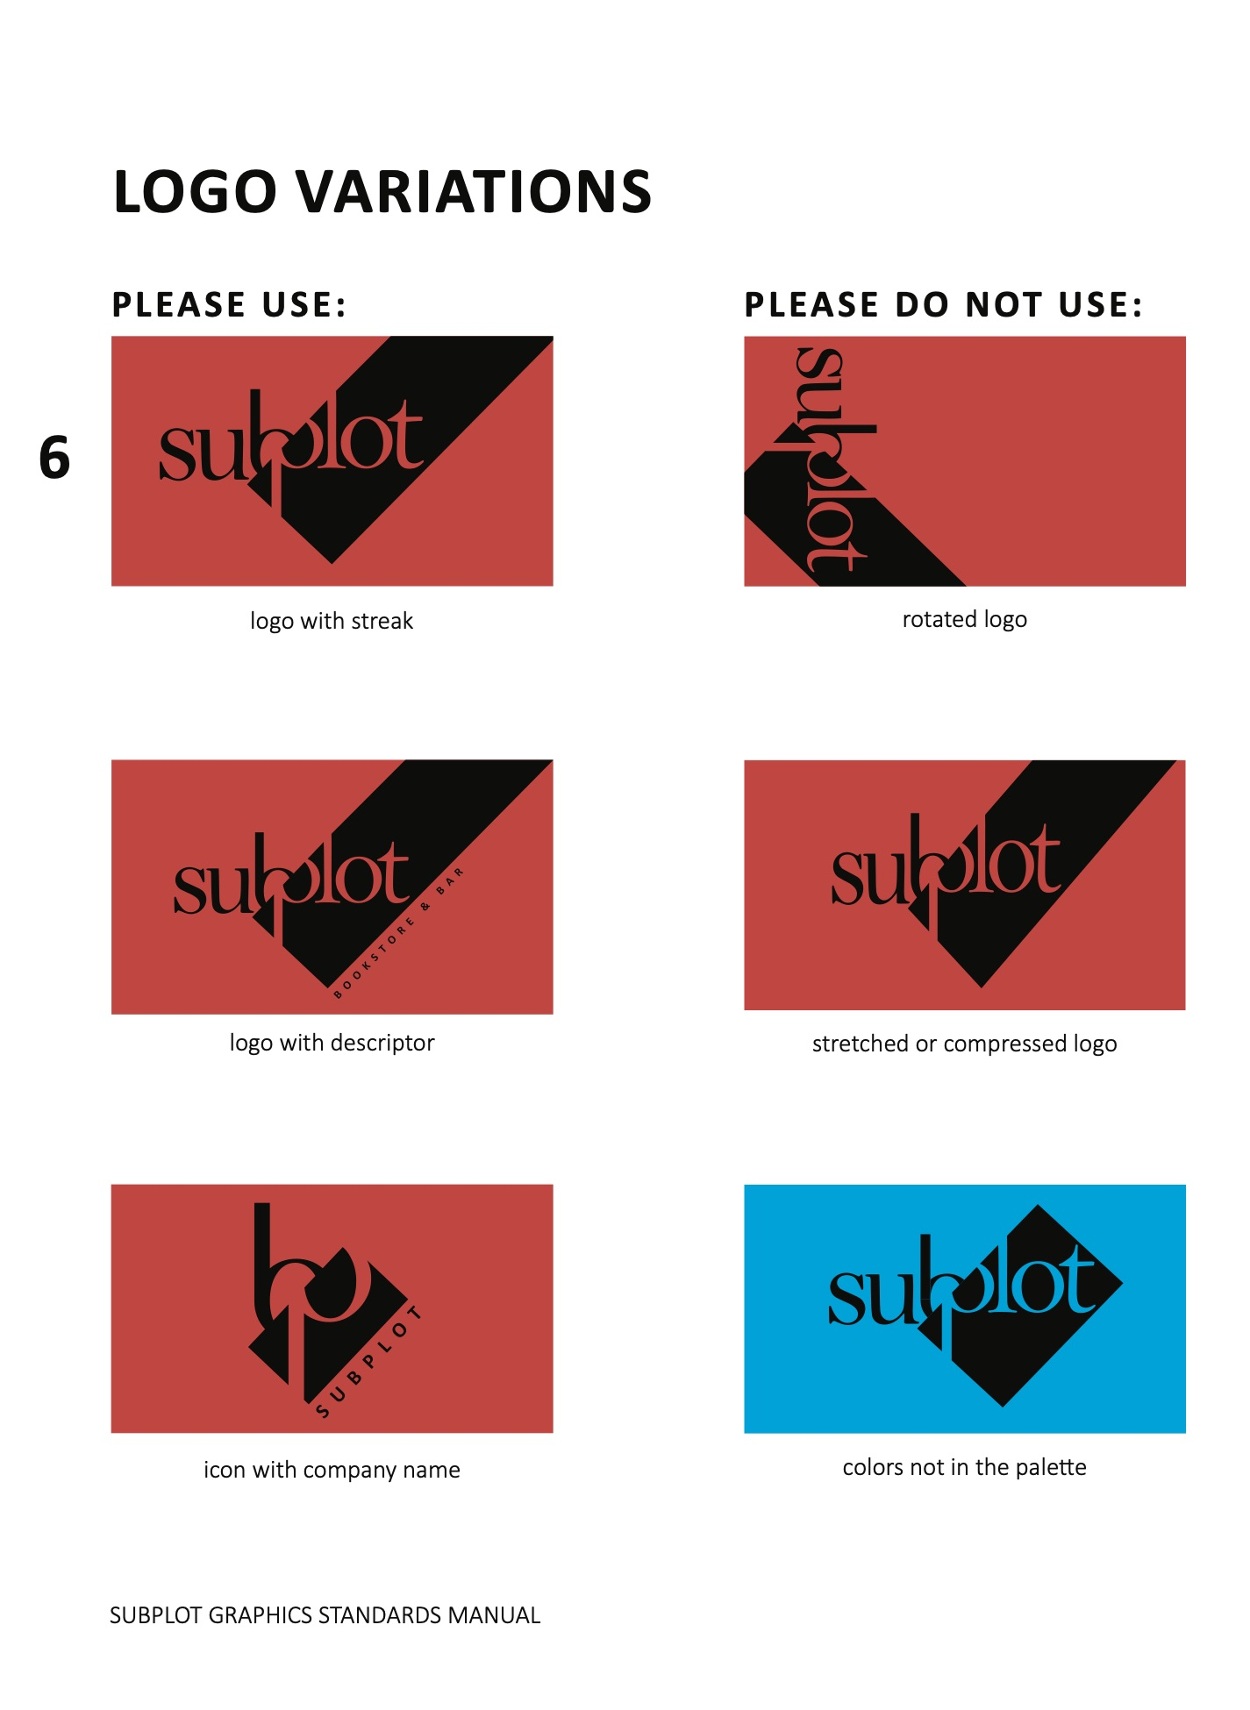 LOGO VARIATIONS
PLEASE USE:
PLEASE DO NOT USE:
6
subplot
subplot
logo with streak
rotated logo
subplot
BOOKSTORE & BAR
subplot
logo with descriptor
stretched or compressed logo
bp
SUBPLOT
subplot
icon with company name
colors not in the palette
SUBPLOT GRAPHICS STANDARDS MANUAL